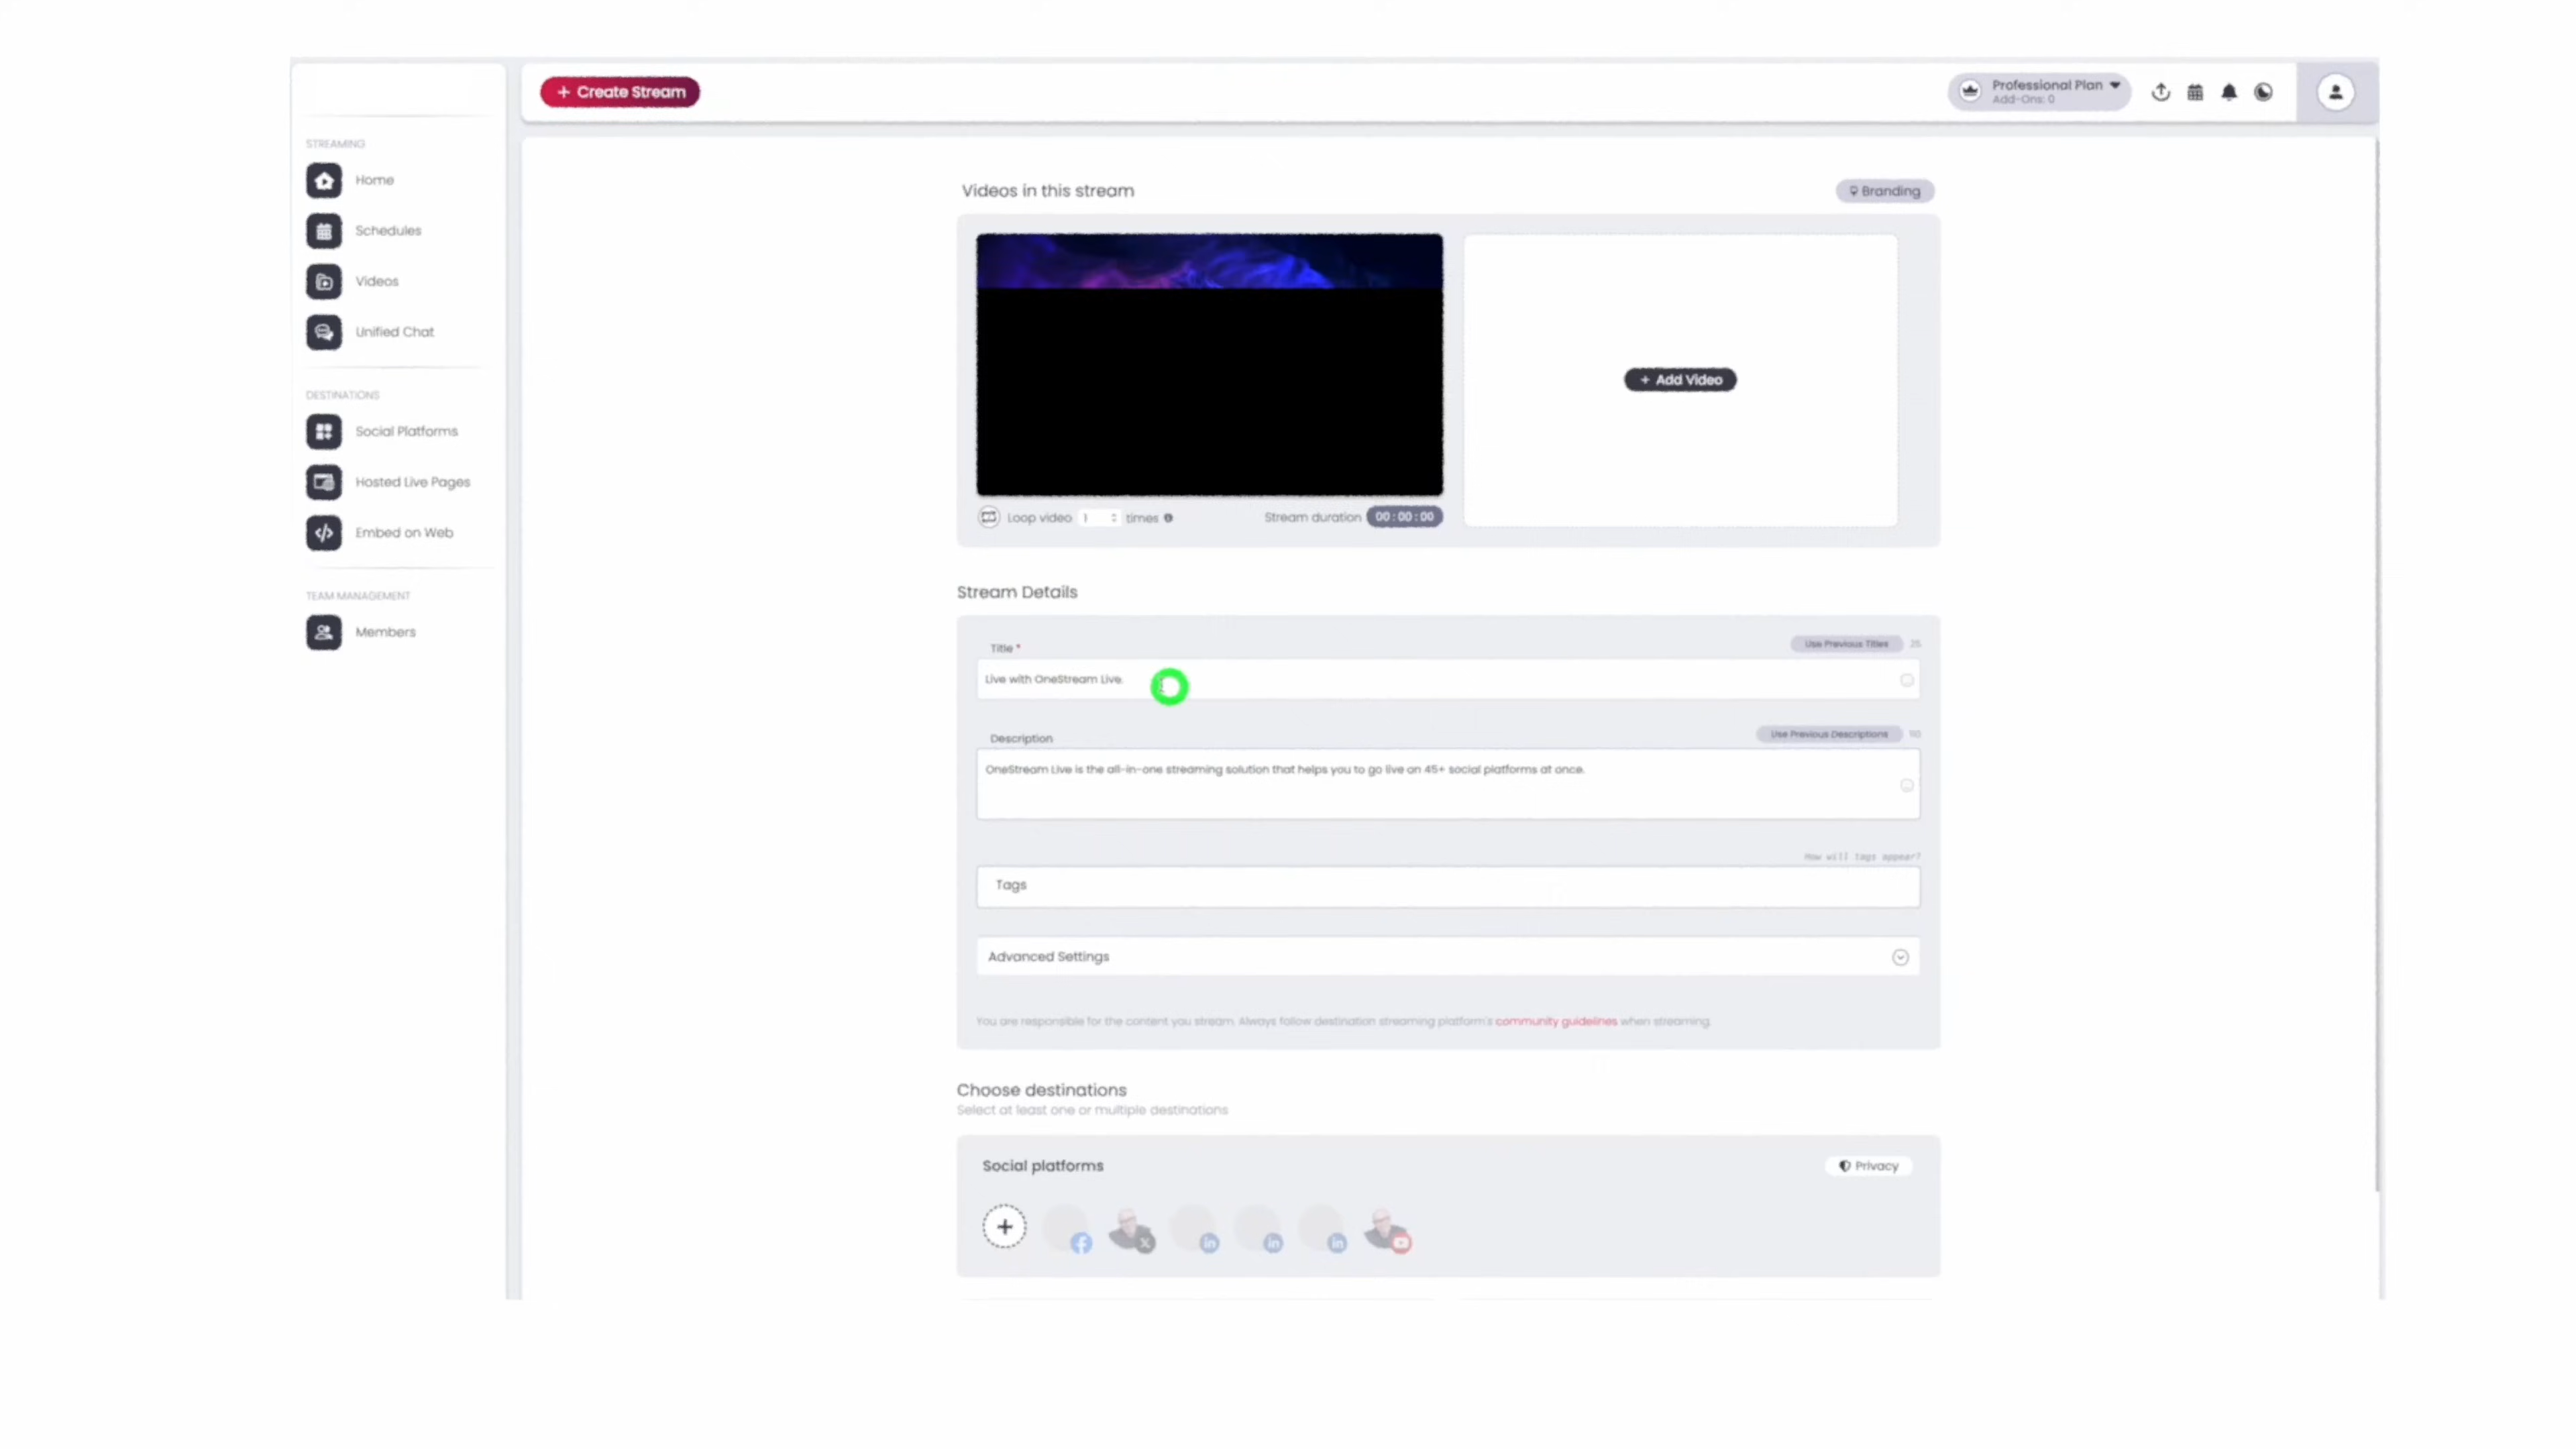 + Create Stream
Professional Plan
Add-Ons: 0
STREAMING
Home
Schedules
Videos
Unified Chat
DESTINATIONS
Social Platforms
Hosted Live Pages
Embed on Web
TEAM MANAGEMENT
Members
Videos in this stream
Branding
+ Add Video
Loop video 1 times
Stream duration 00:00:00
Stream Details
Title *
Use Previous Titles 25
Live with OneStream Live.
Description
Use Previous Descriptions
OneStream Live is the all-in-one streaming solution that helps you to go live on 45+ social platforms at once.
How will tags appear?
Tags
Advanced Settings
You are responsible for the content you stream. Always follow destination streaming platform's community guidelines when streaming.
Choose destinations
Select at least one or multiple destinations
Social platforms
Privacy